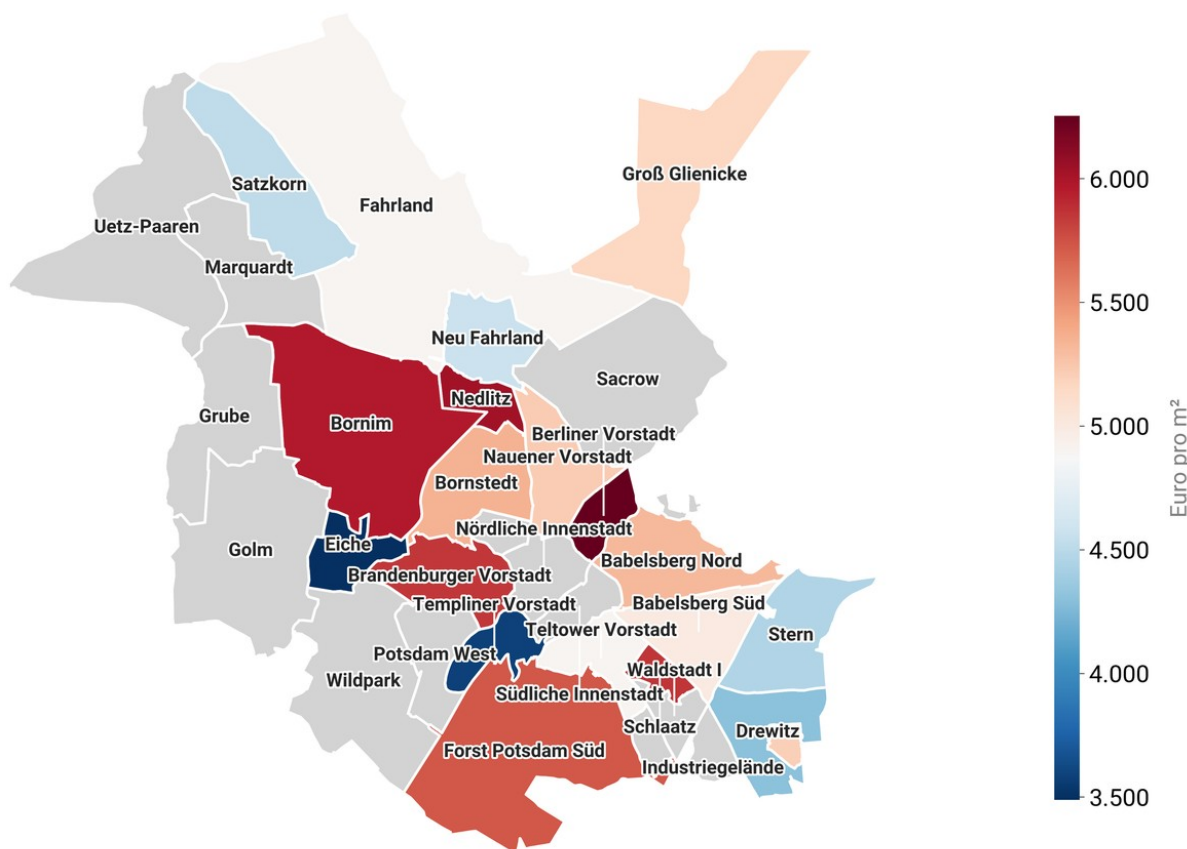 Groß Glienicke
Satzkorn
Fahrland
Uetz-Paaren
Marquardt
Neu Fahrland
Sacrow
Nedlitz
Grube
Bornim
Berliner Vorstadt
Nauener Vorstadt
Bornstedt
Nördliche Innenstadt
Eiche
Golm
Babelsberg Nord
Brandenburger Vorstadt
Templiner Vorstadt
Babelsberg Süd
Teltower Vorstadt
Stern
Potsdam West
Waldstadt I
Wildpark
Südliche Innenstadt
Schlaatz
Drewitz
Forst Potsdam Süd
Industriegelände
6.000
5.500
5.000
4.500
4.000
3.500
Euro pro m²